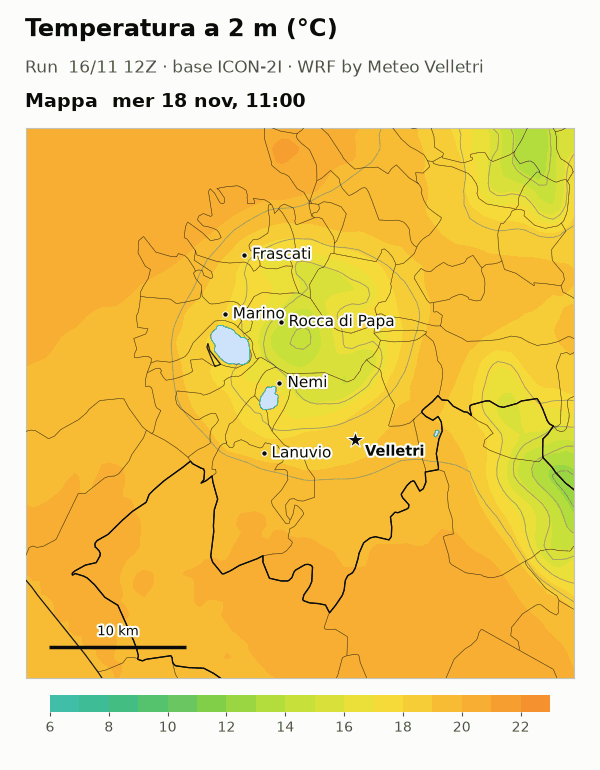 Temperatura a 2 m (°C)
Run  16/11 12Z · base ICON-2I · WRF by Meteo Velletri
Mappa  mer 18 nov, 11:00
Frascati
Marino
Rocca di Papa
Nemi
Velletri
Lanuvio
10 km
6 8 10 12 14 16 18 20 22